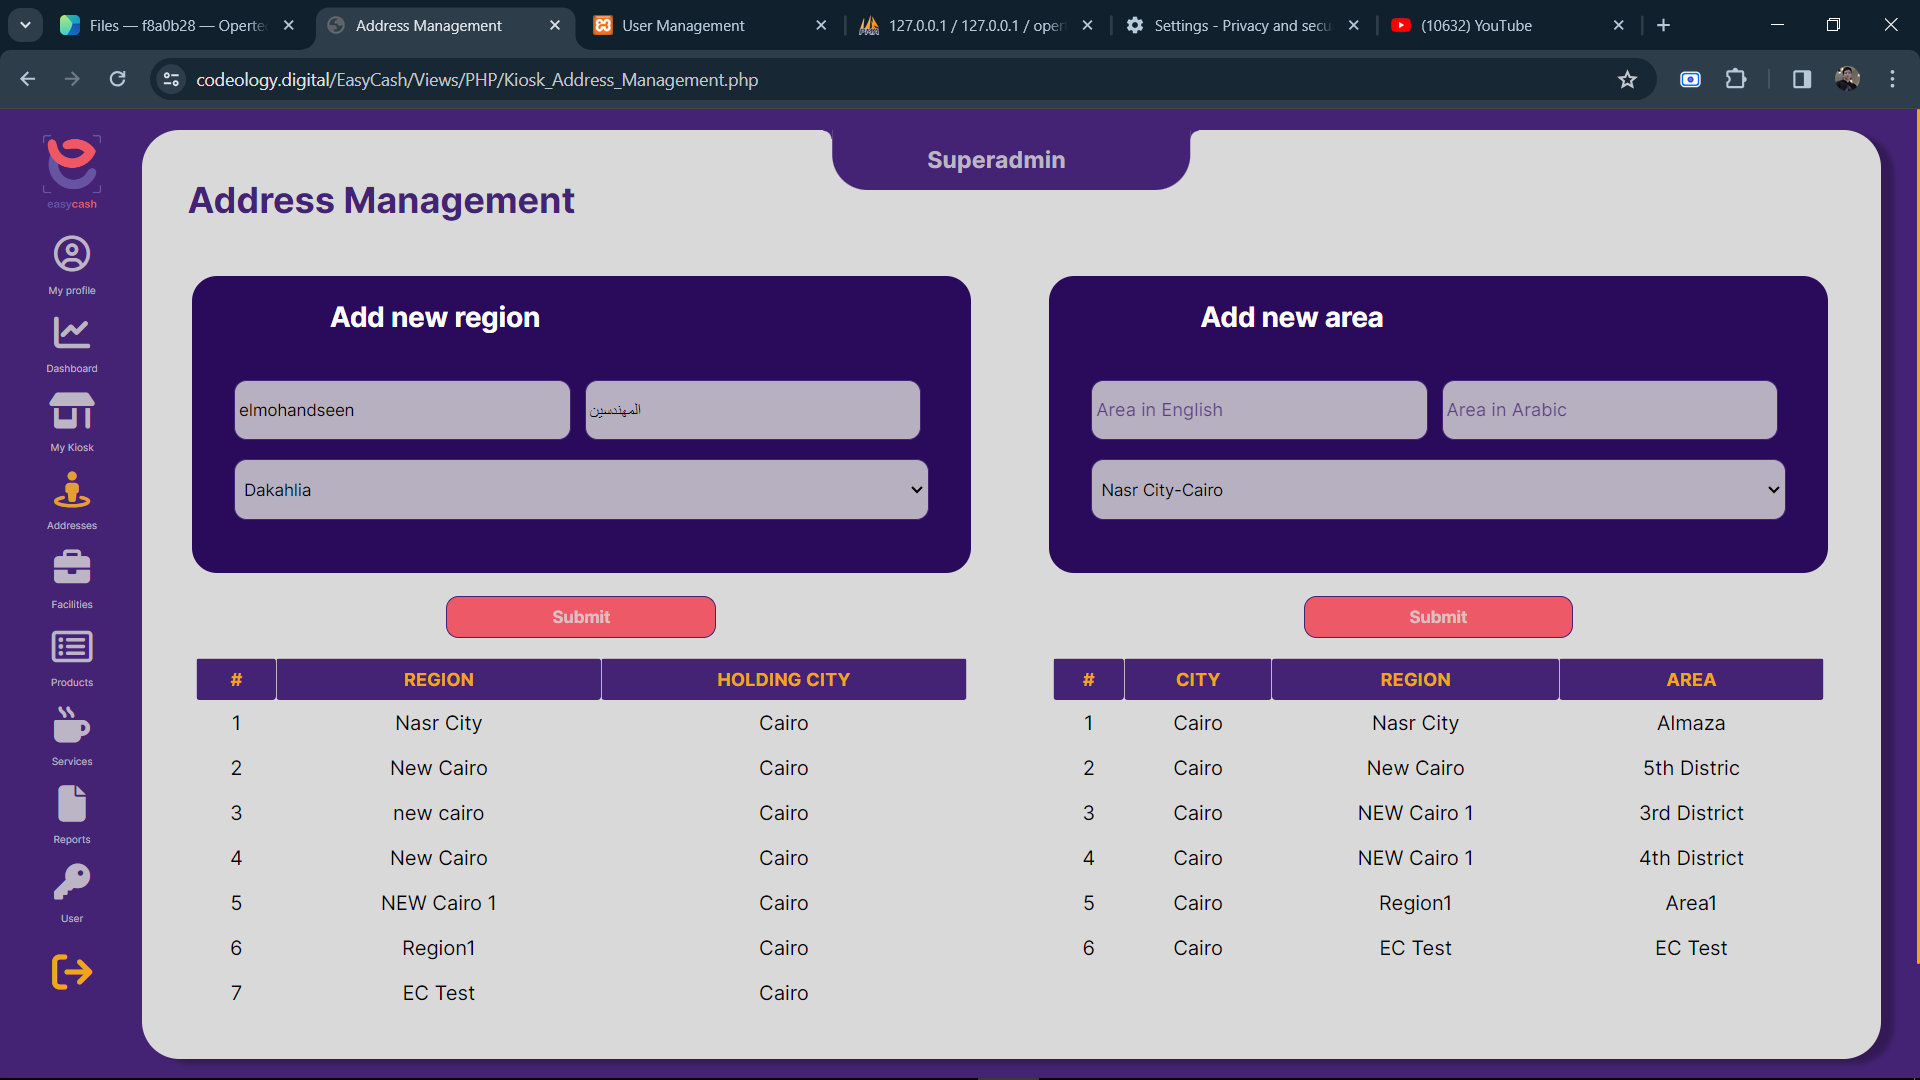 Files — f8a0b28 — Operte
Address Management
User Management
127.0.0.1 / 127.0.0.1 / oper
Settings - Privacy and secu
(10632) YouTube
codeology.digital/EasyCash/Views/PHP/Kiosk_Address_Management.php
easycash
My profile
Dashboard
My Kiosk
Addresses
Facilities
Products
Services
Reports
User
Superadmin
Address Management
Add new region
elmohandseen
المهندسين
Dakahlia
Submit
# REGION HOLDING CITY
1 Nasr City Cairo
2 New Cairo Cairo
3 new cairo Cairo
4 New Cairo Cairo
5 NEW Cairo 1 Cairo
6 Region1 Cairo
7 EC Test Cairo
Add new area
Area in English
Area in Arabic
Nasr City-Cairo
Submit
# CITY REGION AREA
1 Cairo Nasr City Almaza
2 Cairo New Cairo 5th Distric
3 Cairo NEW Cairo 1 3rd District
4 Cairo NEW Cairo 1 4th District
5 Cairo Region1 Area1
6 Cairo EC Test EC Test